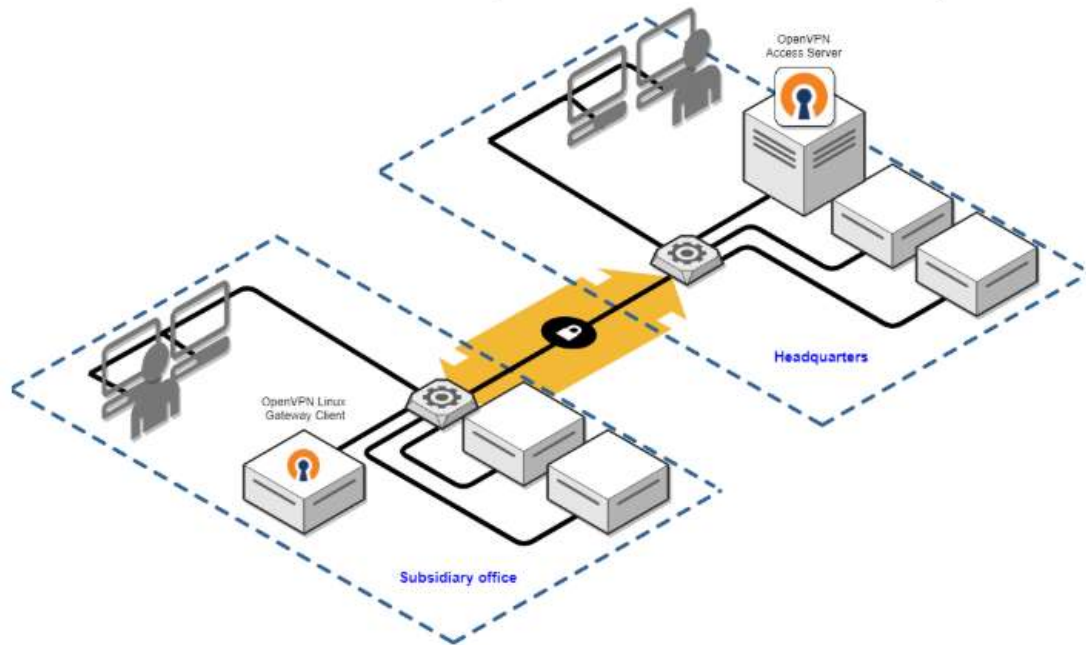 OpenVPN
Access Server
Headquarters
OpenVPN Linux
Gateway Client
Subsidiary office